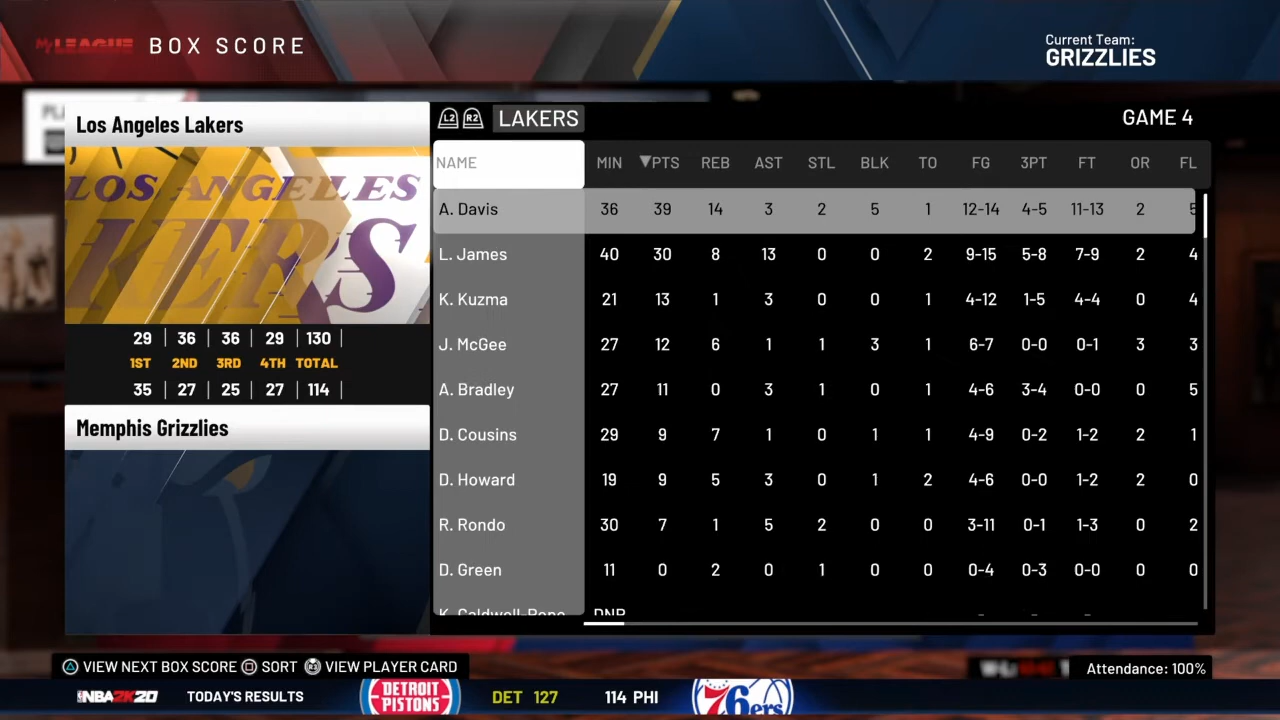 MyLEAGUE BOX SCORE
Current Team:
GRIZZLIES
Los Angeles Lakers
LOS ANGELES
LAKERS
29 | 36 | 36 | 29 | 130 |
1ST 2ND 3RD 4TH TOTAL
35 | 27 | 25 | 27 | 114 |
Memphis Grizzlies
L2 R2 LAKERS GAME 4
NAME MIN ▼PTS REB AST STL BLK TO FG 3PT FT OR FL
A. Davis 36 39 14 3 2 5 1 12-14 4-5 11-13 2 5
L. James 40 30 8 13 0 0 2 9-15 5-8 7-9 2 4
K. Kuzma 21 13 1 3 0 0 1 4-12 1-5 4-4 0 4
J. McGee 27 12 6 1 1 3 1 6-7 0-0 0-1 3 3
A. Bradley 27 11 0 3 1 0 1 4-6 3-4 0-0 0 5
D. Cousins 29 9 7 1 0 1 1 4-9 0-2 1-2 2 1
D. Howard 19 9 5 3 0 1 2 4-6 0-0 1-2 2 0
R. Rondo 30 7 1 5 2 0 0 3-11 0-1 1-3 0 2
D. Green 11 0 2 0 1 0 0 0-4 0-3 0-0 0 0
K. Caldwell-Pope DNP - - -
VIEW NEXT BOX SCORE SORT R3 VIEW PLAYER CARD
Attendance: 100%
NBA2K20 TODAY'S RESULTS DETROIT PISTONS DET 127 114 PHI 76ers